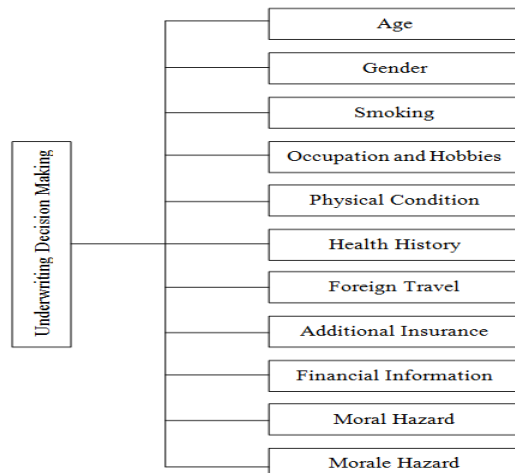 Underwriting Decision Making
Age
Gender
Smoking
Occupation and Hobbies
Physical Condition
Health History
Foreign Travel
Additional Insurance
Financial Information
Moral Hazard
Morale Hazard